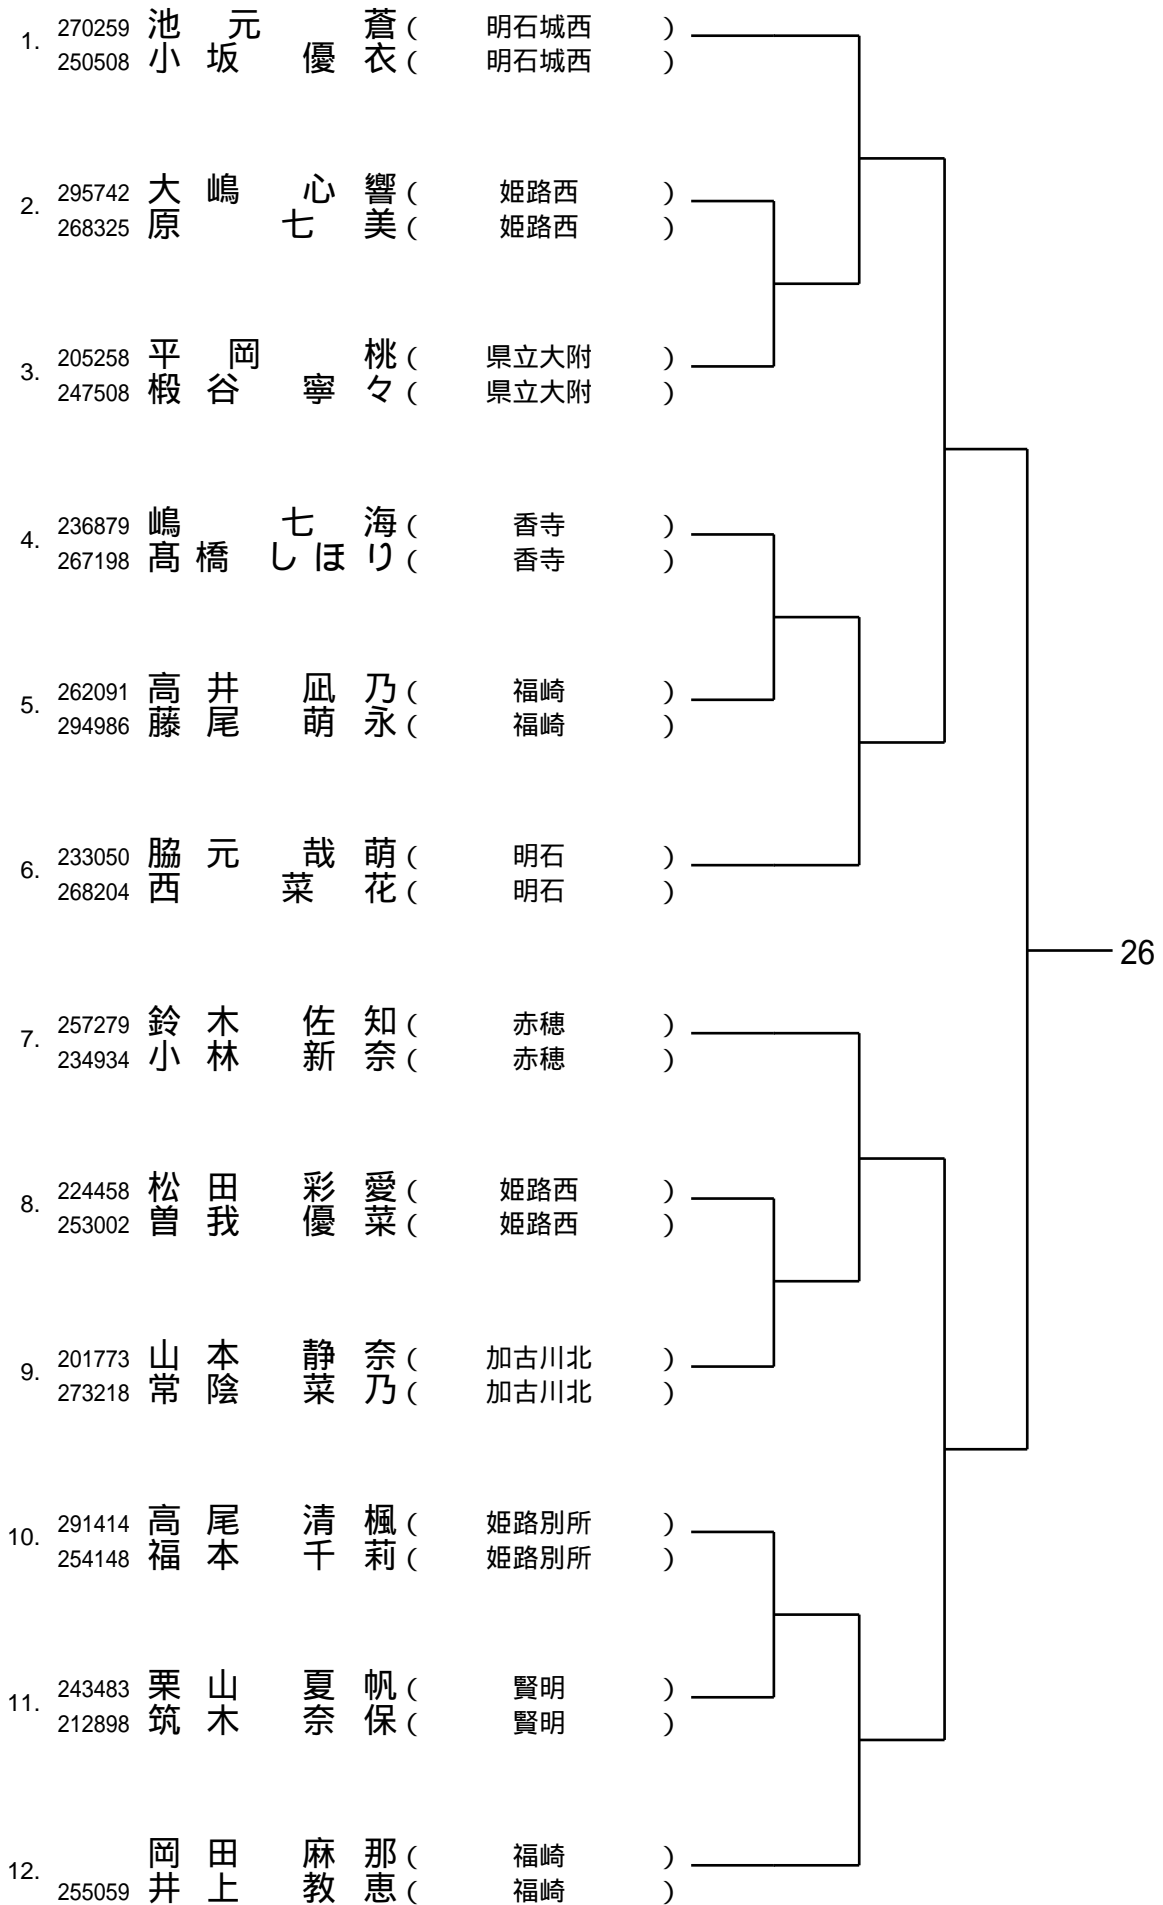 1. 270259 池元 蒼 ( 明石城西 )
250508 小坂 優衣 ( 明石城西 )
2. 295742 大嶋 心響 ( 姫路西 )
268325 原 七美 ( 姫路西 )
3. 205258 平岡 桃 ( 県立大附 )
247508 椴谷 寧々 ( 県立大附 )
4. 236879 嶋 七海 ( 香寺 )
267198 髙橋 しほり ( 香寺 )
5. 262091 高井 凪乃 ( 福崎 )
294986 藤尾 萌永 ( 福崎 )
6. 233050 脇元 哉萌 ( 明石 )
268204 西 菜花 ( 明石 )
26
7. 257279 鈴木 佐知 ( 赤穂 )
234934 小林 新奈 ( 赤穂 )
8. 224458 松田 彩愛 ( 姫路西 )
253002 曽我 優菜 ( 姫路西 )
9. 201773 山本 静奈 ( 加古川北 )
273218 常陰 菜乃 ( 加古川北 )
10. 291414 高尾 清楓 ( 姫路別所 )
254148 福本 千莉 ( 姫路別所 )
11. 243483 栗山 夏帆 ( 賢明 )
212898 筑木 奈保 ( 賢明 )
12. 岡田 麻那 ( 福崎 )
255059 井上 教恵 ( 福崎 )